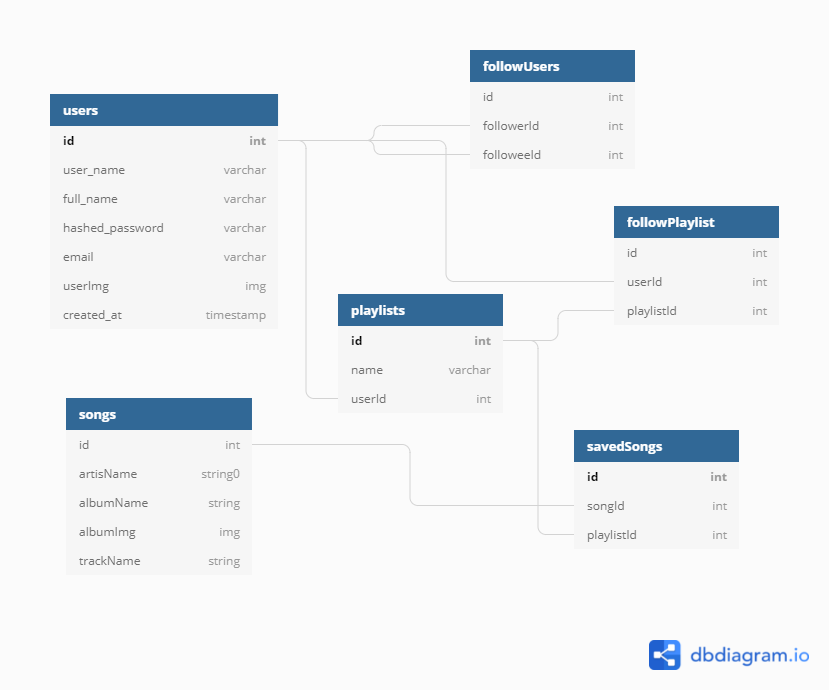 users
id int
user_name varchar
full_name varchar
hashed_password varchar
email varchar
userImg img
created_at timestamp
followUsers
id int
followerId int
followeeId int
followPlaylist
id int
userId int
playlistId int
playlists
id int
name varchar
userId int
songs
id int
artisName string0
albumName string
albumImg img
trackName string
savedSongs
id int
songId int
playlistId int
dbdiagram.io